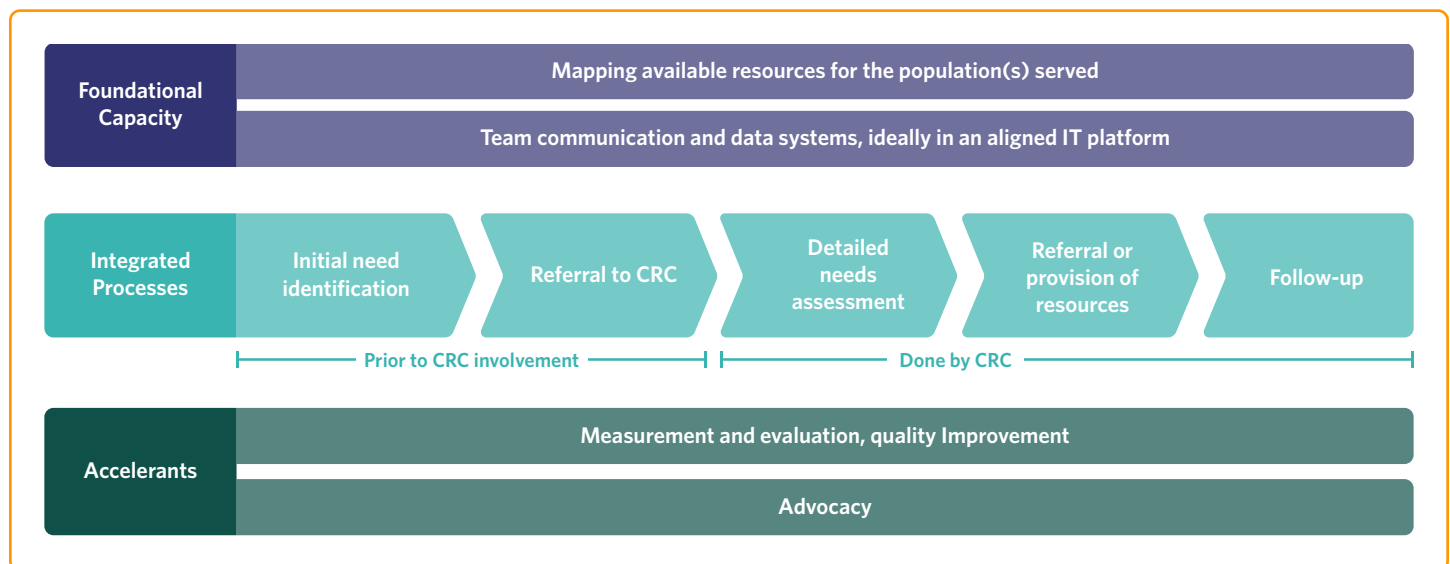 Foundational
Capacity
Mapping available resources for the population(s) served
Team communication and data systems, ideally in an aligned IT platform
Integrated
Processes
Initial need
identification
Referral to CRC
Detailed
needs
assessment
Referral or
provision of
resources
Follow-up
Prior to CRC involvement
Done by CRC
Accelerants
Measurement and evaluation, quality Improvement
Advocacy